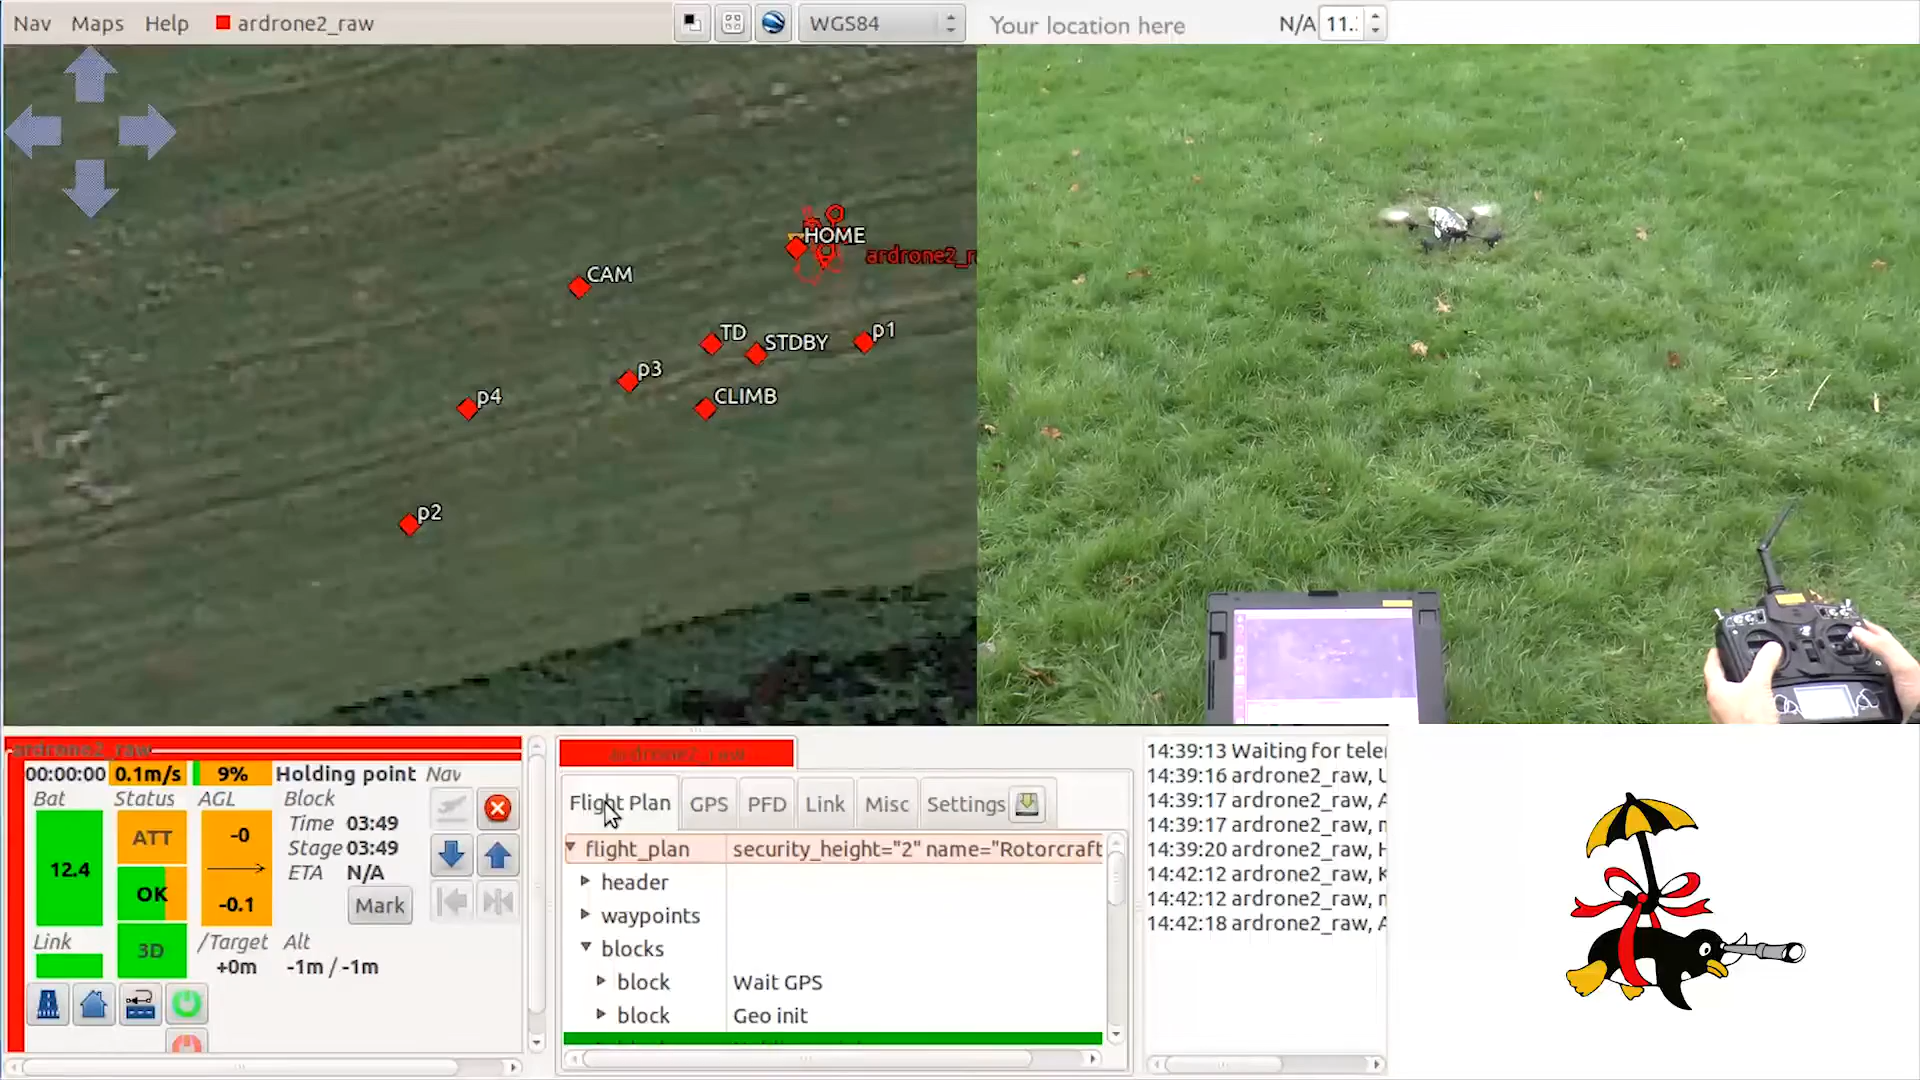 Nav Maps Help ardrone2_raw WGS84 Your location here N/A 11.
HOME
ardrone2_r
CAM
TD
STDBY
p1
p3
CLIMB
p4
p2
ardrone2_raw
00:00:00 0.1m/s 9% Holding point Nav
Bat Status AGL Block
Time 03:49
Stage 03:49
ETA N/A
ATT
-0
12.4
OK
-0.1
Mark
Link
3D
/Target Alt
+0m -1m / -1m
ardrone2_raw
Flight Plan GPS PFD Link Misc Settings
flight_plan security_height="2" name="Rotorcraft
header
waypoints
blocks
block Wait GPS
block Geo init
14:39:13 Waiting for teler
14:39:16 ardrone2_raw, U
14:39:17 ardrone2_raw, A
14:39:17 ardrone2_raw, r
14:39:20 ardrone2_raw, H
14:42:12 ardrone2_raw, K
14:42:12 ardrone2_raw, r
14:42:18 ardrone2_raw, A